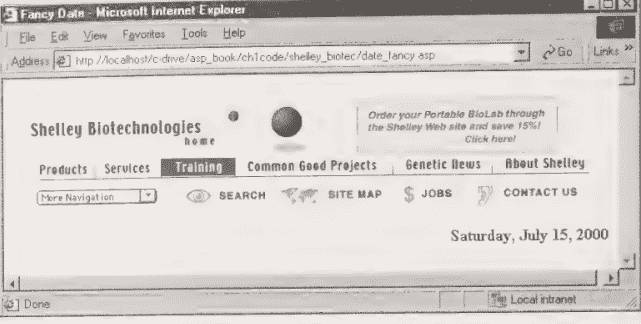 Fancy Date - Microsoft Internet Explorer
File Edit View Favorites Tools Help
Address http://localhost/c-drive/asp_book/ch1code/shelley_biotec/date_fancy.asp Go Links »
Order your Portable BioLab through
the Shelley Web site and save 15%!
Click here!
Shelley Biotechnologies
home
Products Services Training Common Good Projects Genetic News About Shelley
More Navigation SEARCH SITE MAP $ JOBS CONTACT US
Saturday, July 15, 2000
Done Local intranet